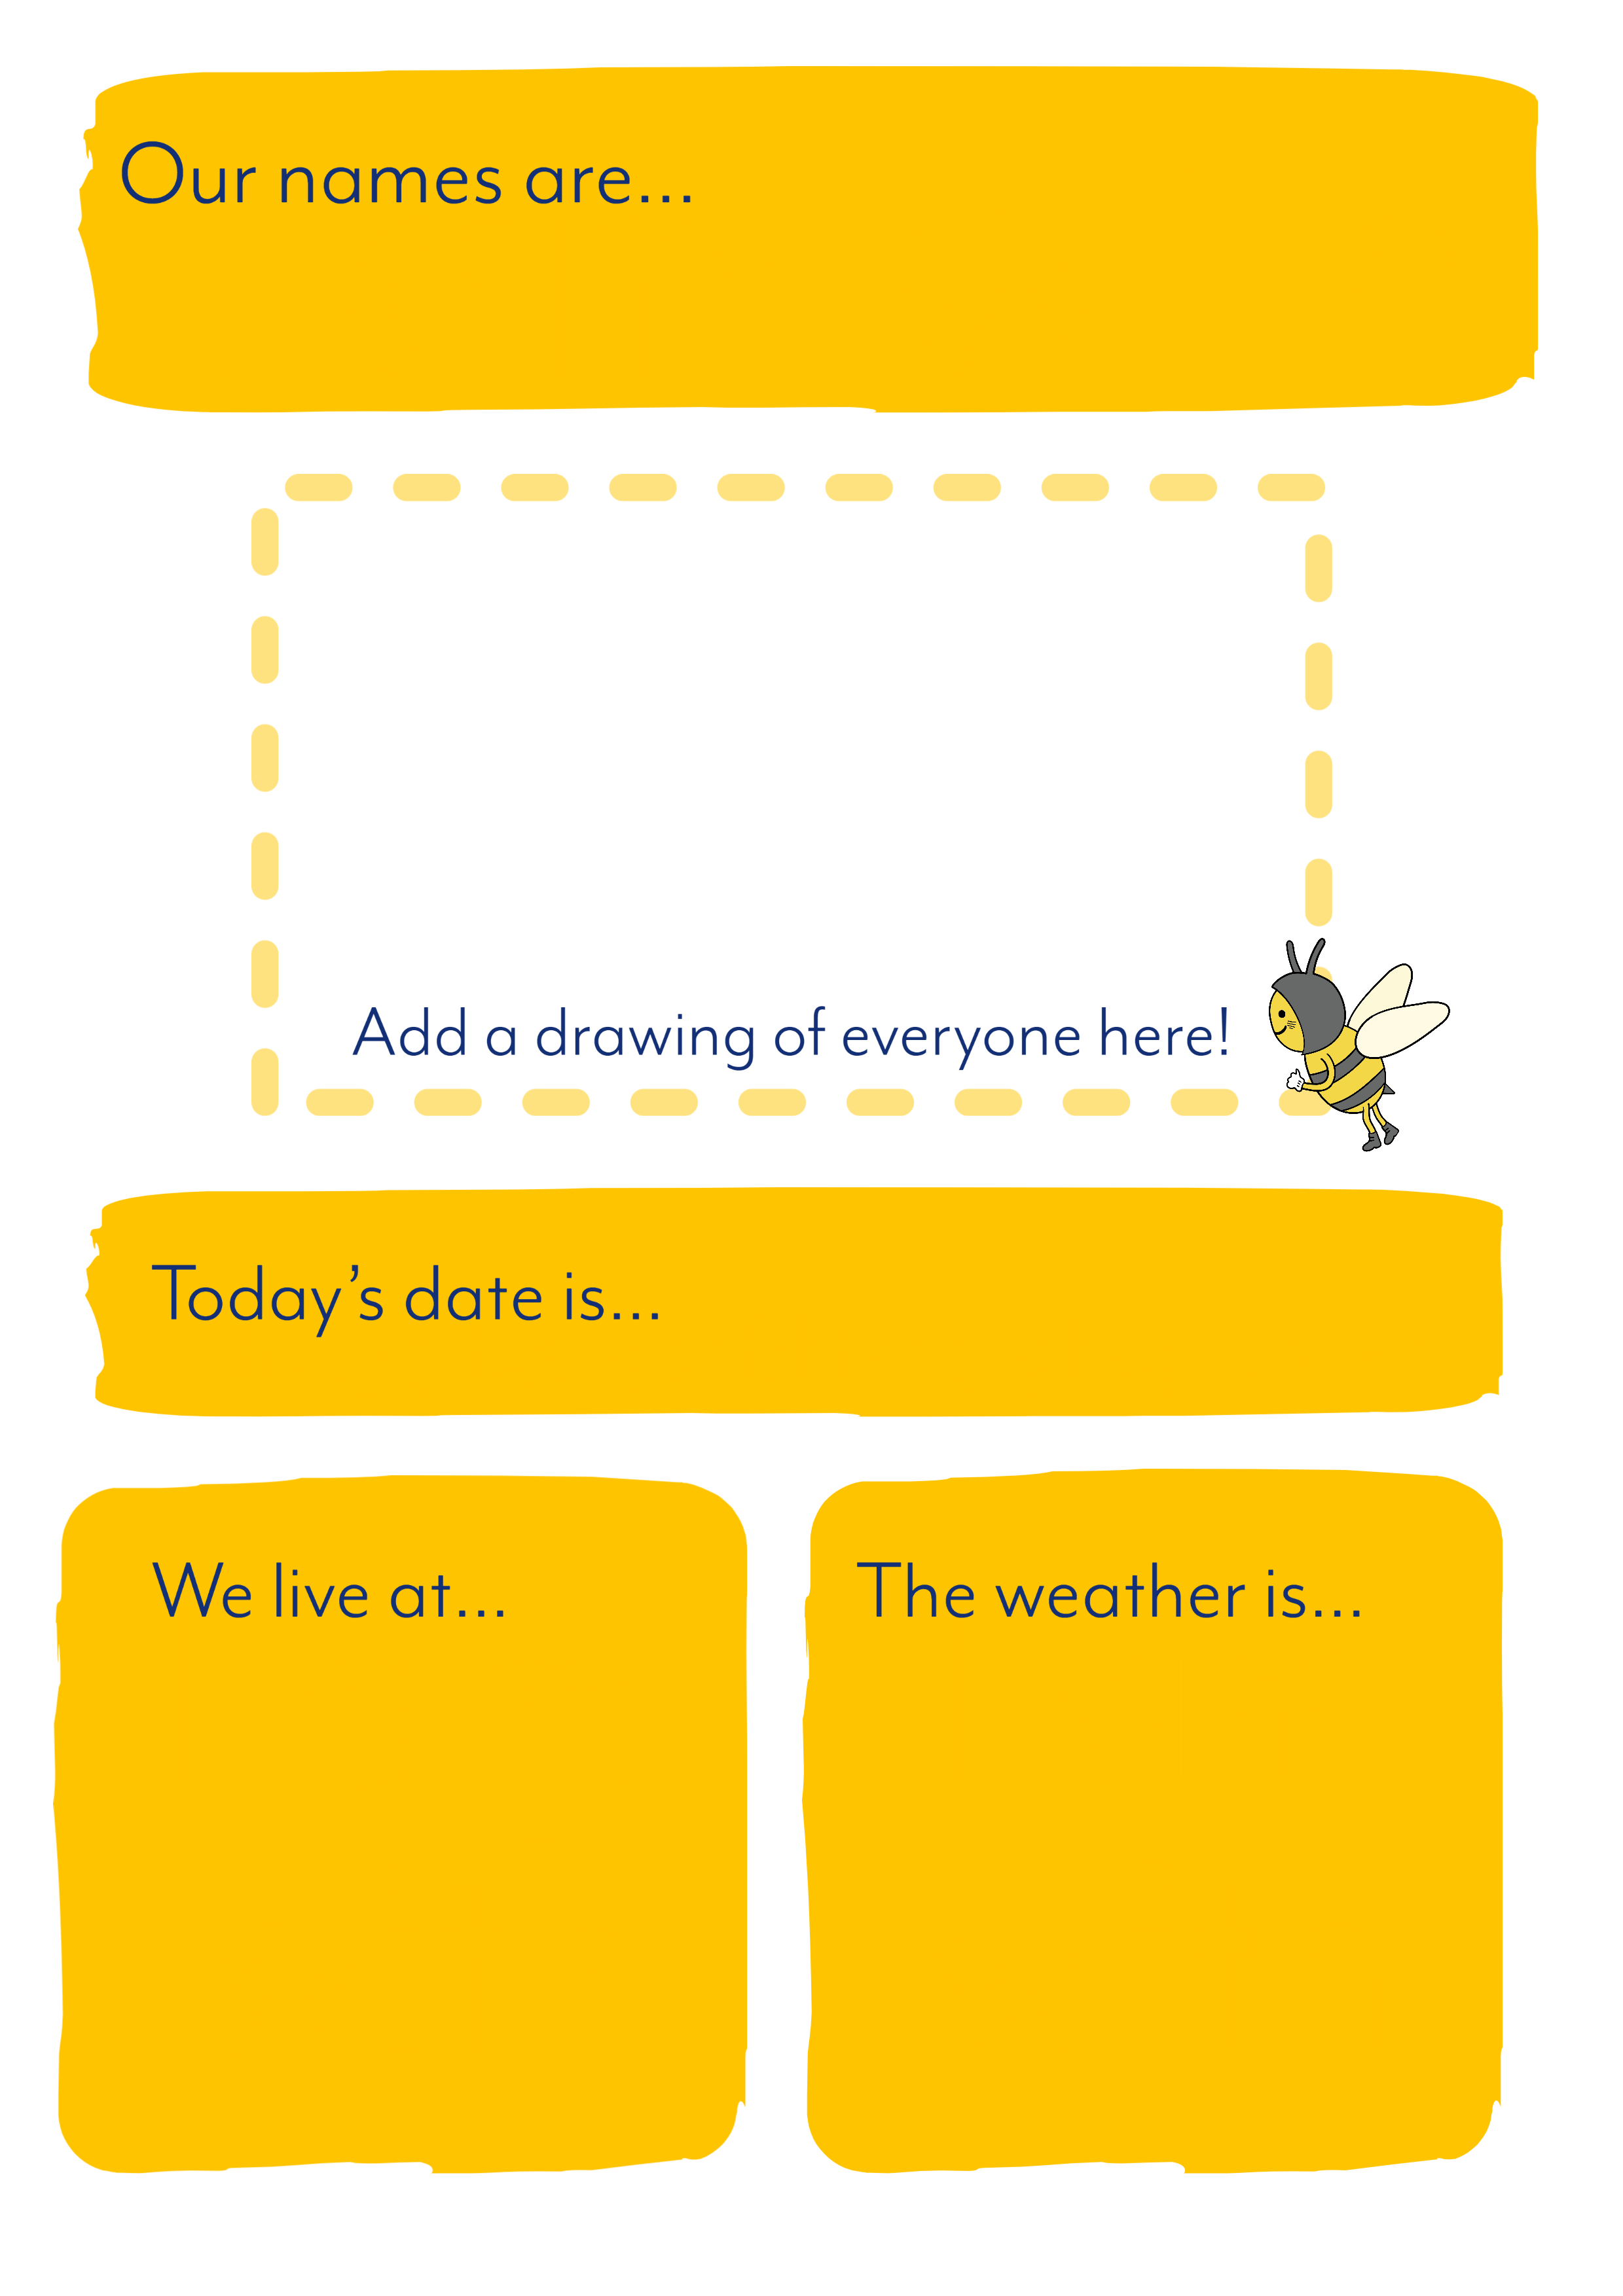 Our names are...
Add a drawing of everyone here!
Today’s date is...
We live at...
The weather is...